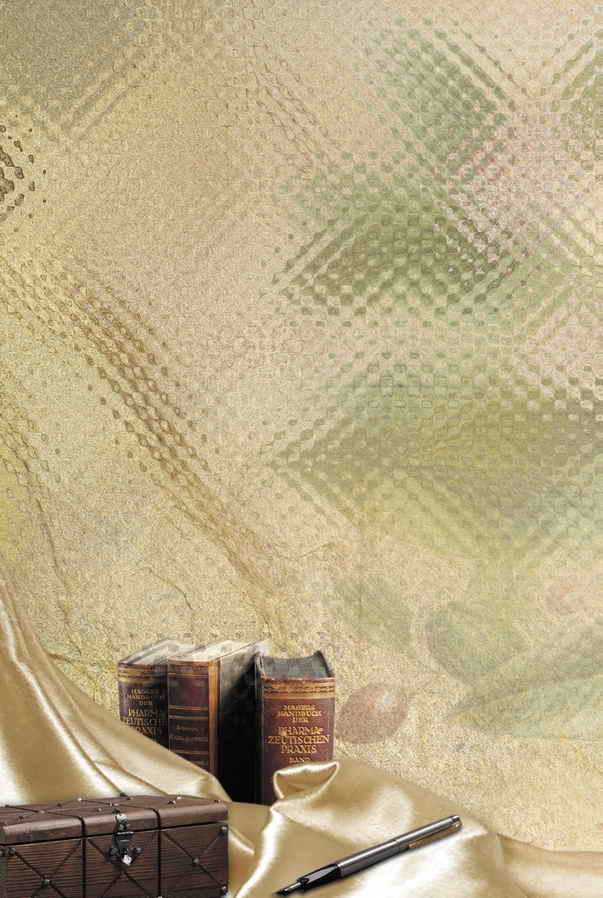 HAGERS
HANDBUCH
DER
PHARMA-
ZEUTISCHEN
PRAXIS
HAGERS
HANDBUCH
DER
PHARMA-
ZEUTISCHEN
PRAXIS
BAND